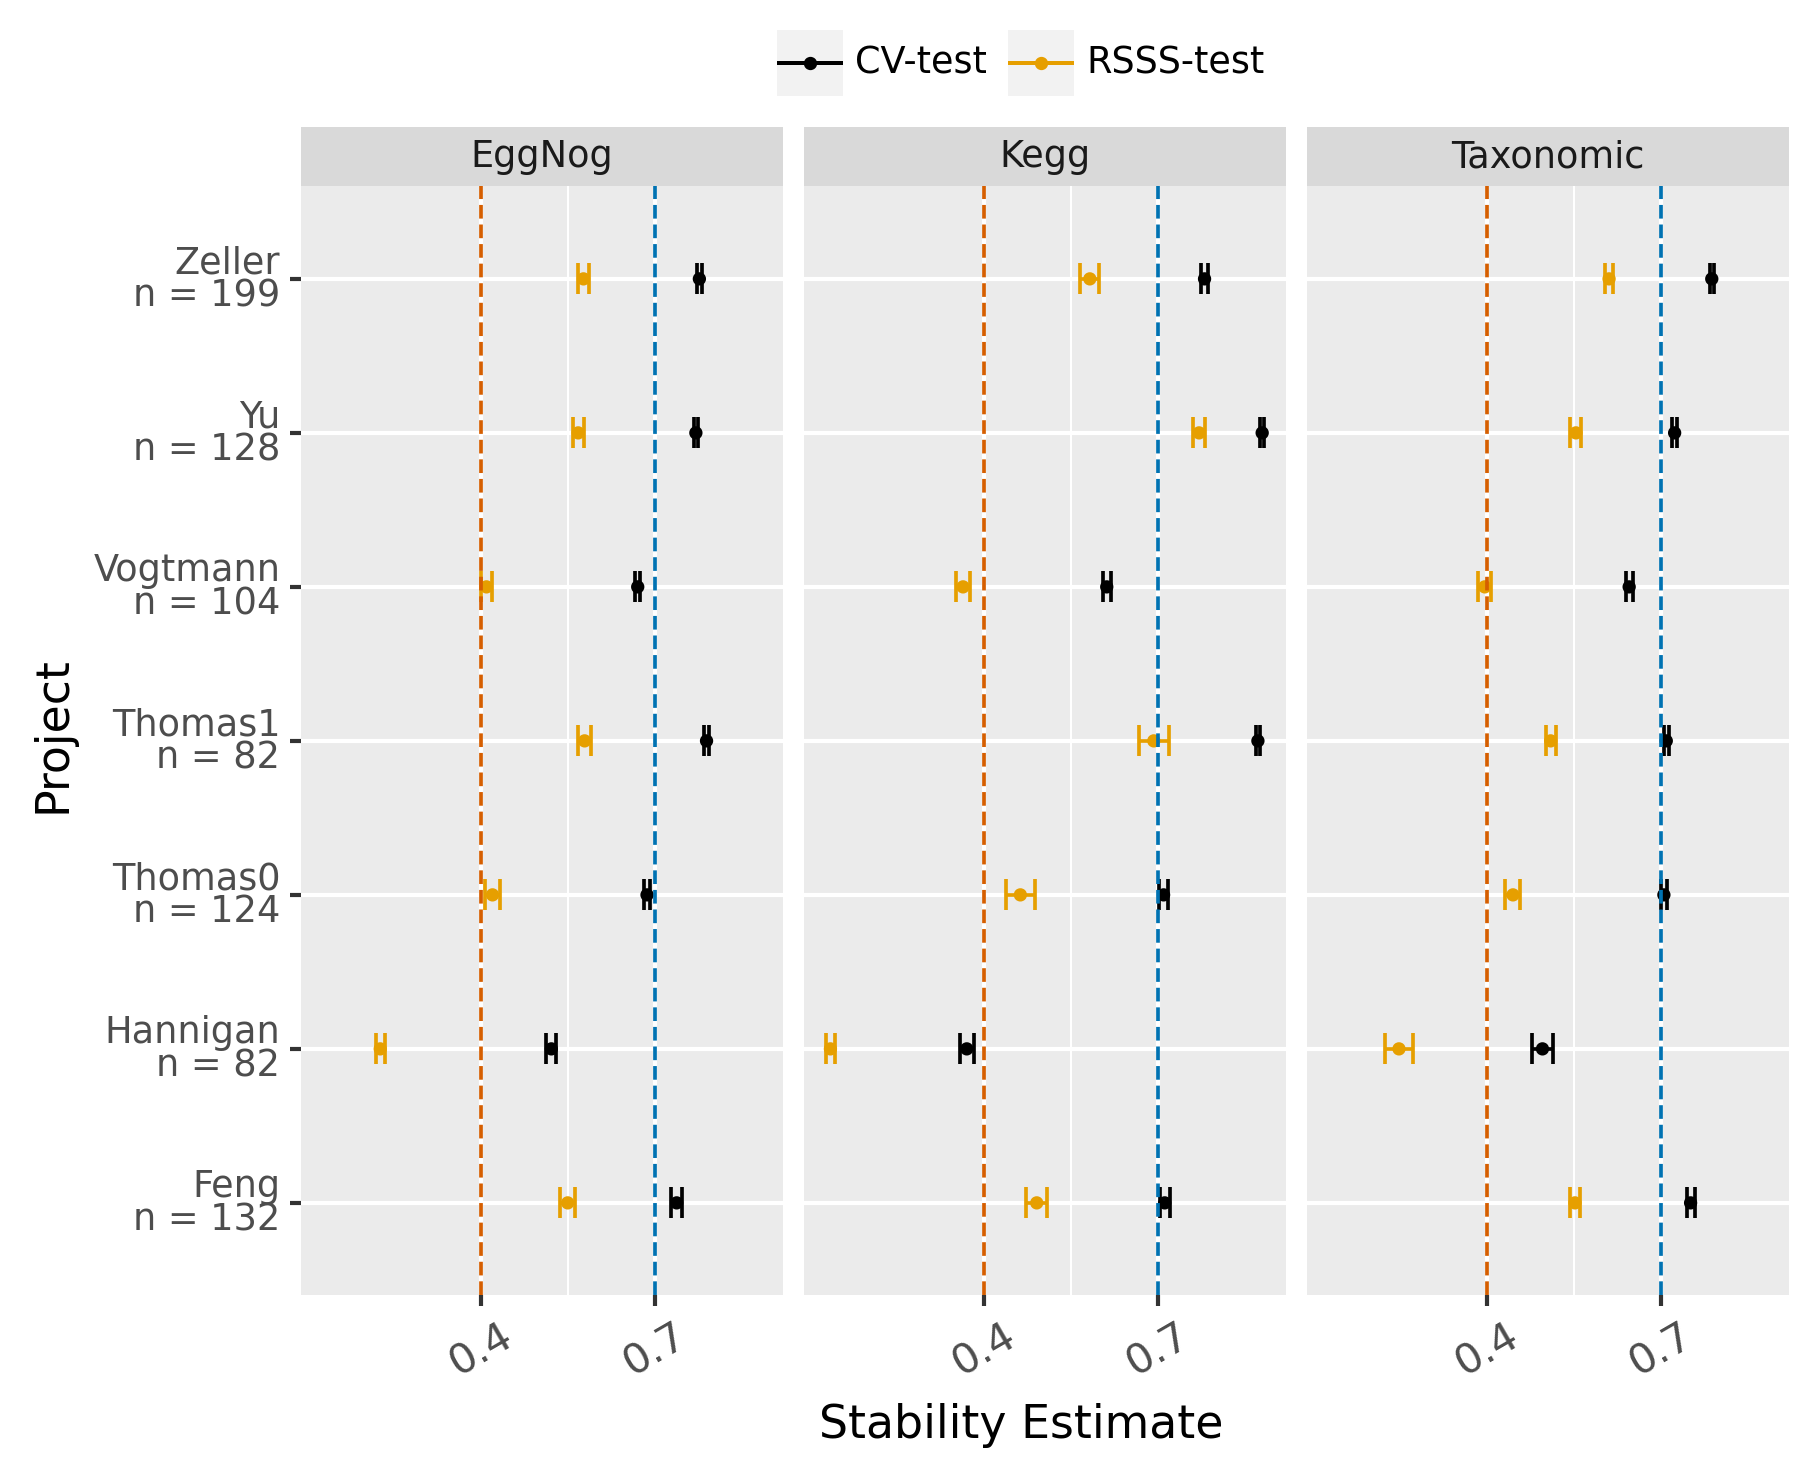 CV-test RSSS-test
EggNog Kegg Taxonomic
Zeller
n = 199
Yu
n = 128
Vogtmann
n = 104
Thomas1
n = 82
Thomas0
n = 124
Hannigan
n = 82
Feng
n = 132
Project
0.4 0.7 0.4 0.7 0.4 0.7
Stability Estimate